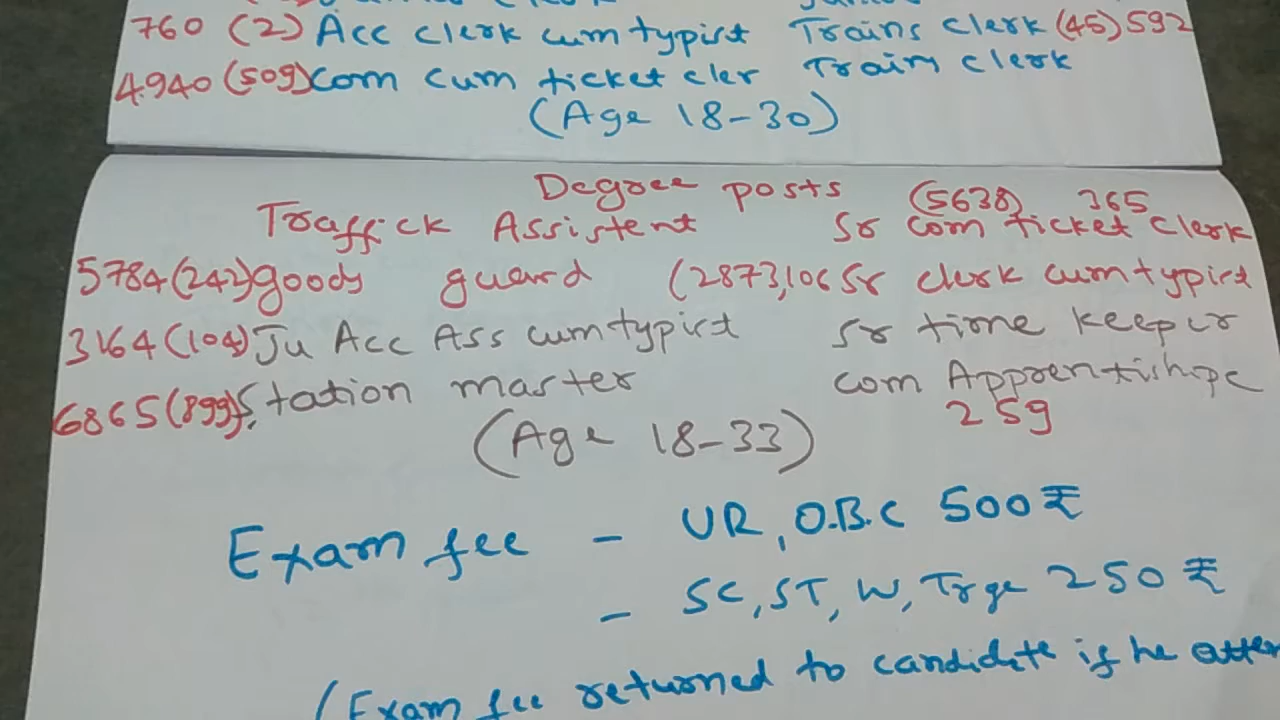 760 (2) Acc clerk cum typist Trains clerk (45) 592
4940 (509) com cum ticket cler Train clerk
(Age 18-30)
Degree posts (5638) 365
Traffick Assistent Sr com ticket clerk
5784 (242) goods guard (2873,106 Sr clerk cum typist
3164 (104) Ju Acc Ass cum typist Sr time keeper
6865 (899) Station master com Apprentishipe
259
(Age 18-33)
Exam fee - UR, O.B.C 500 ₹
- SC, ST, W, Trge 250 ₹
(Exam fee returned to candidate if he atten